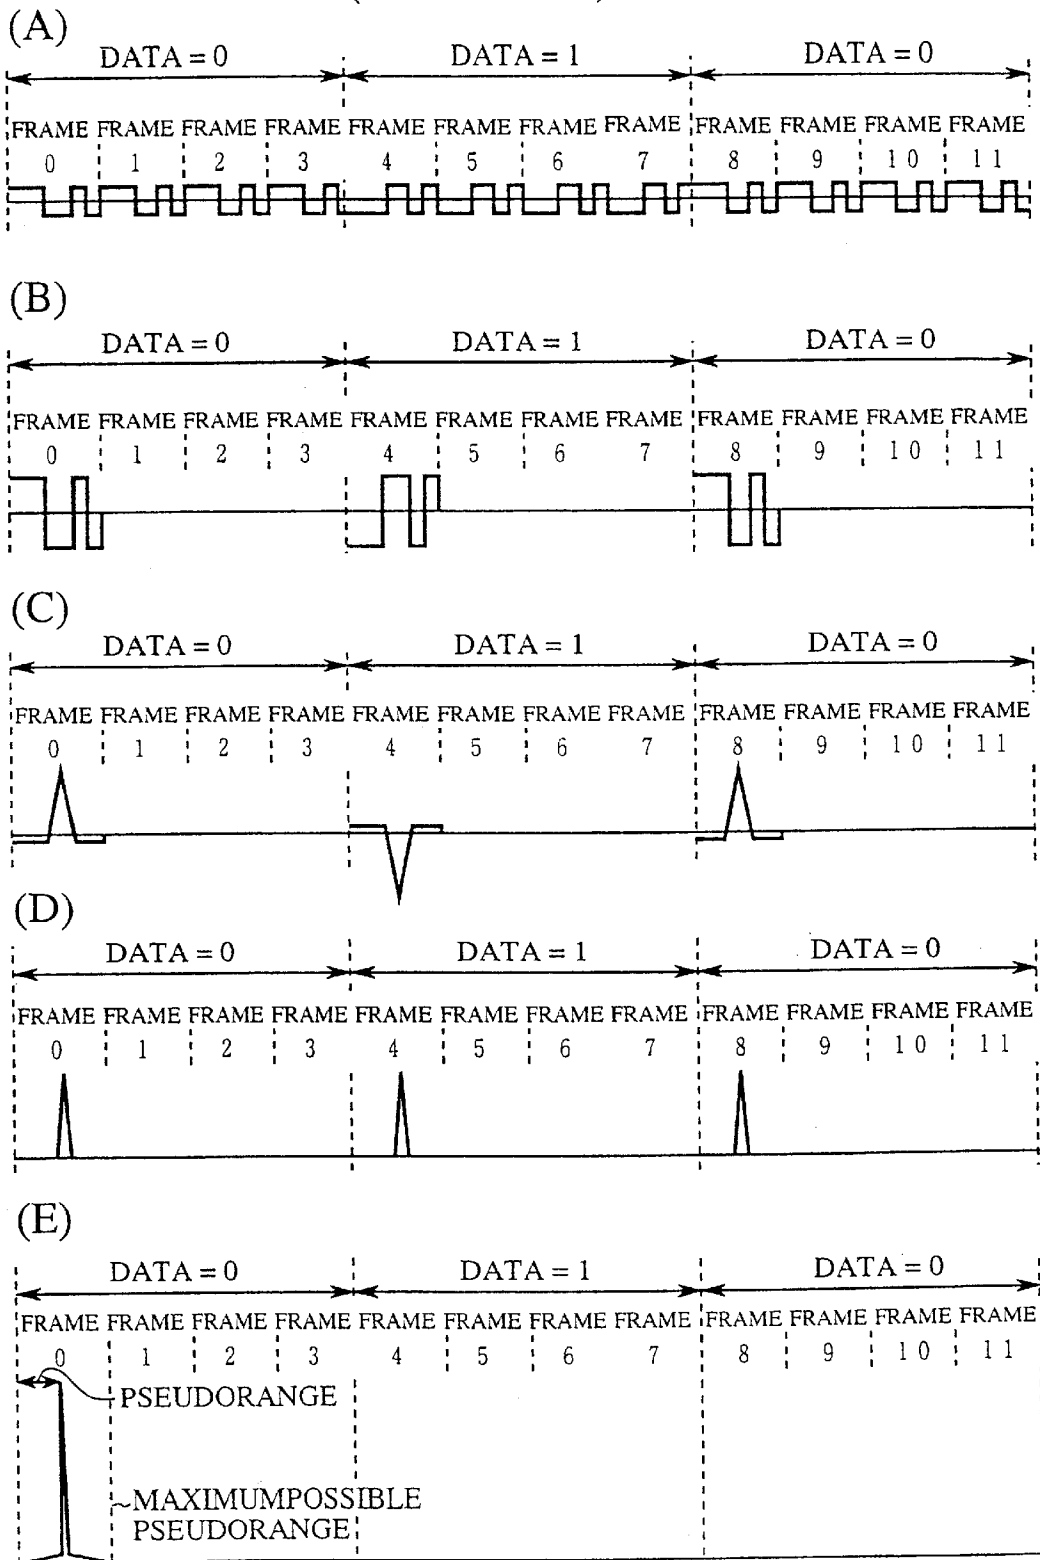 (A)
DATA = 0 DATA = 1 DATA = 0
FRAME FRAME FRAME FRAME FRAME FRAME FRAME FRAME FRAME FRAME FRAME FRAME
0 1 2 3 4 5 6 7 8 9 10 11
(B)
DATA = 0 DATA = 1 DATA = 0
FRAME FRAME FRAME FRAME FRAME FRAME FRAME FRAME FRAME FRAME FRAME FRAME
0 1 2 3 4 5 6 7 8 9 10 11
(C)
DATA = 0 DATA = 1 DATA = 0
FRAME FRAME FRAME FRAME FRAME FRAME FRAME FRAME FRAME FRAME FRAME FRAME
0 1 2 3 4 5 6 7 8 9 10 11
(D)
DATA = 0 DATA = 1 DATA = 0
FRAME FRAME FRAME FRAME FRAME FRAME FRAME FRAME FRAME FRAME FRAME FRAME
0 1 2 3 4 5 6 7 8 9 10 11
(E)
DATA = 0 DATA = 1 DATA = 0
FRAME FRAME FRAME FRAME FRAME FRAME FRAME FRAME FRAME FRAME FRAME FRAME
0 1 2 3 4 5 6 7 8 9 10 11
PSEUDORANGE
MAXIMUMPOSSIBLE
PSEUDORANGE